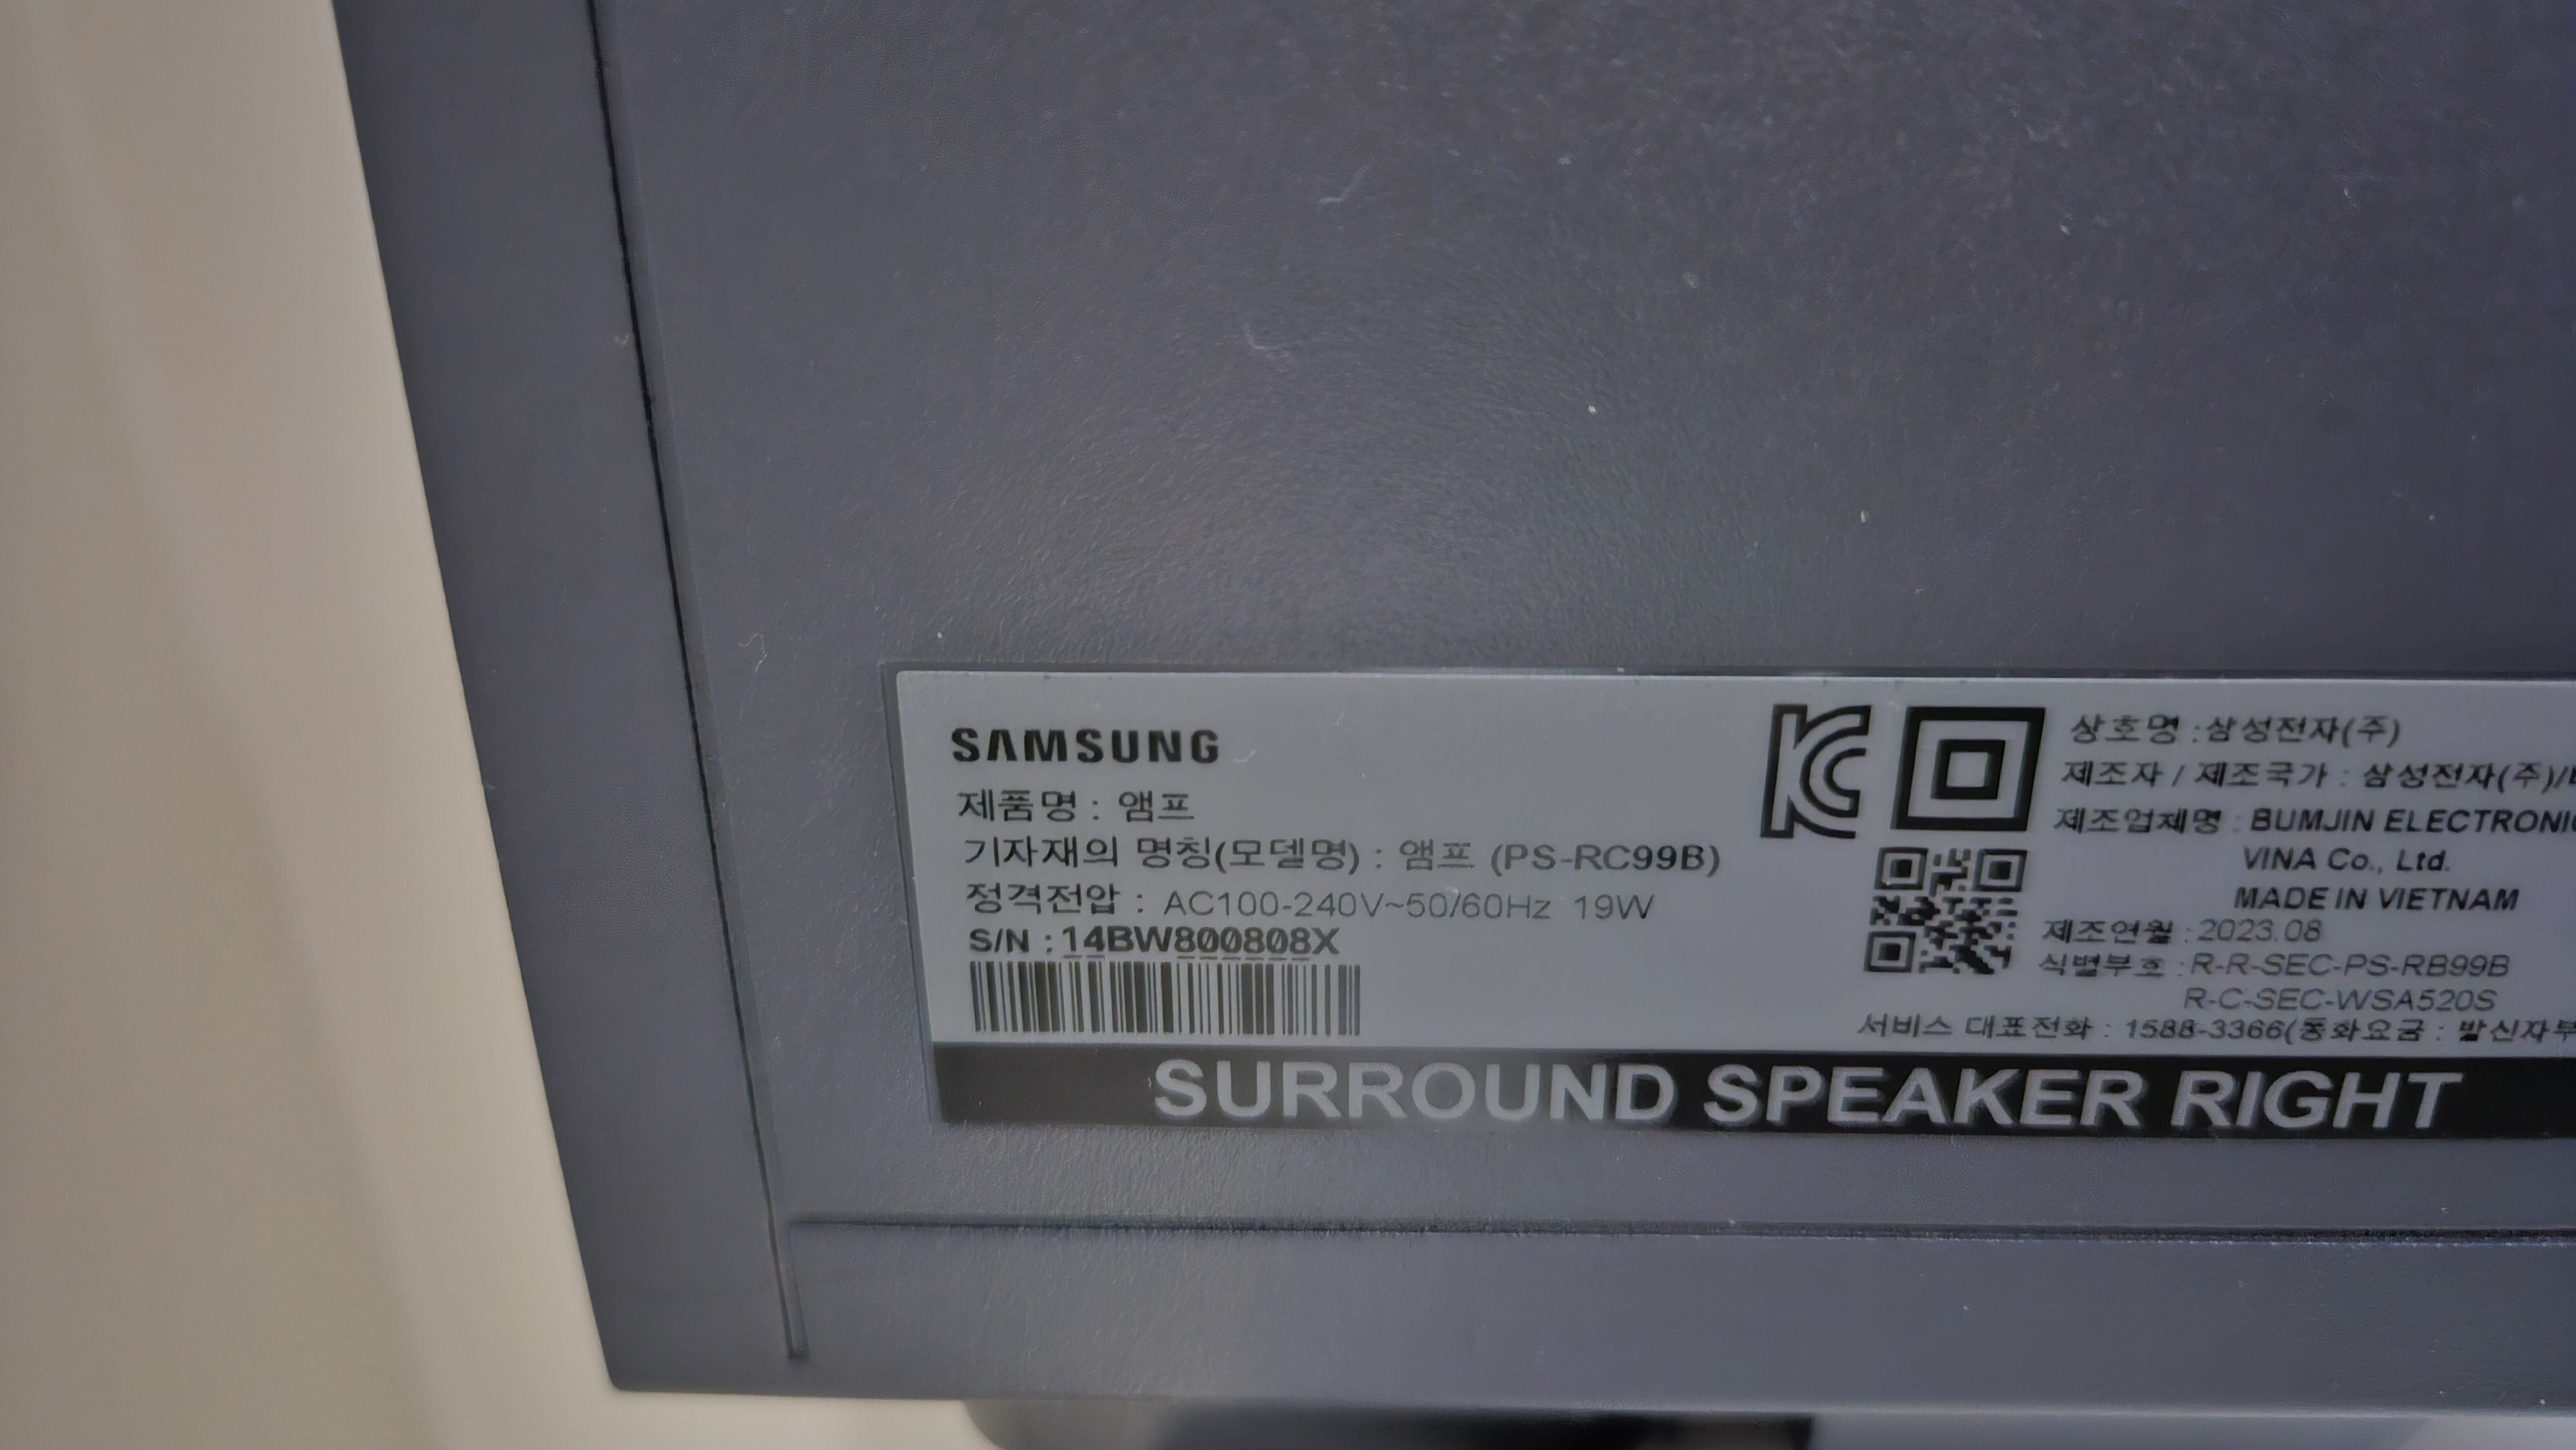 SAMSUNG
제품명 : 앰프
기자재의 명칭(모델명) : 앰프 (PS-RC99B)
정격전압 : AC100-240V~50/60Hz 19W
S/N : 14BW800808X
상호명 : 삼성전자(주)
제조자 / 제조국가 : 삼성전자(주)/
제조업체명 : BUMJIN ELECTRONIC
VINA Co., Ltd.
MADE IN VIETNAM
제조연월 : 2023.08
식별부호 : R-R-SEC-PS-RB99B
R-C-SEC-WSA520S
서비스 대표전화 : 1588-3366(통화요금 : 발신자부
SURROUND SPEAKER RIGHT